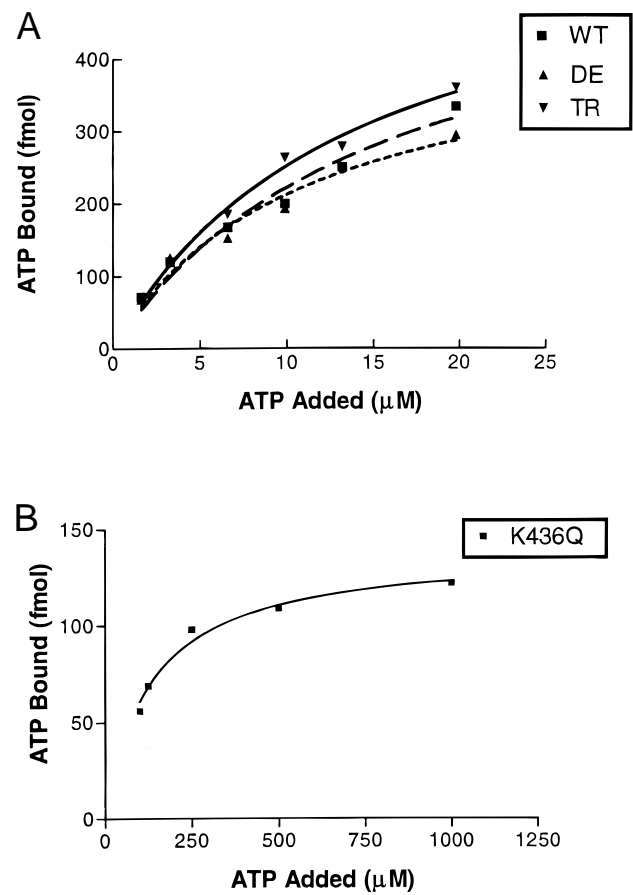 A
WT
DE
TR
400
300
200
100
0
ATP Bound (fmol)
0 5 10 15 20 25
ATP Added (μM)
B
K436Q
150
100
50
0
ATP Bound (fmol)
0 250 500 750 1000 1250
ATP Added (μM)